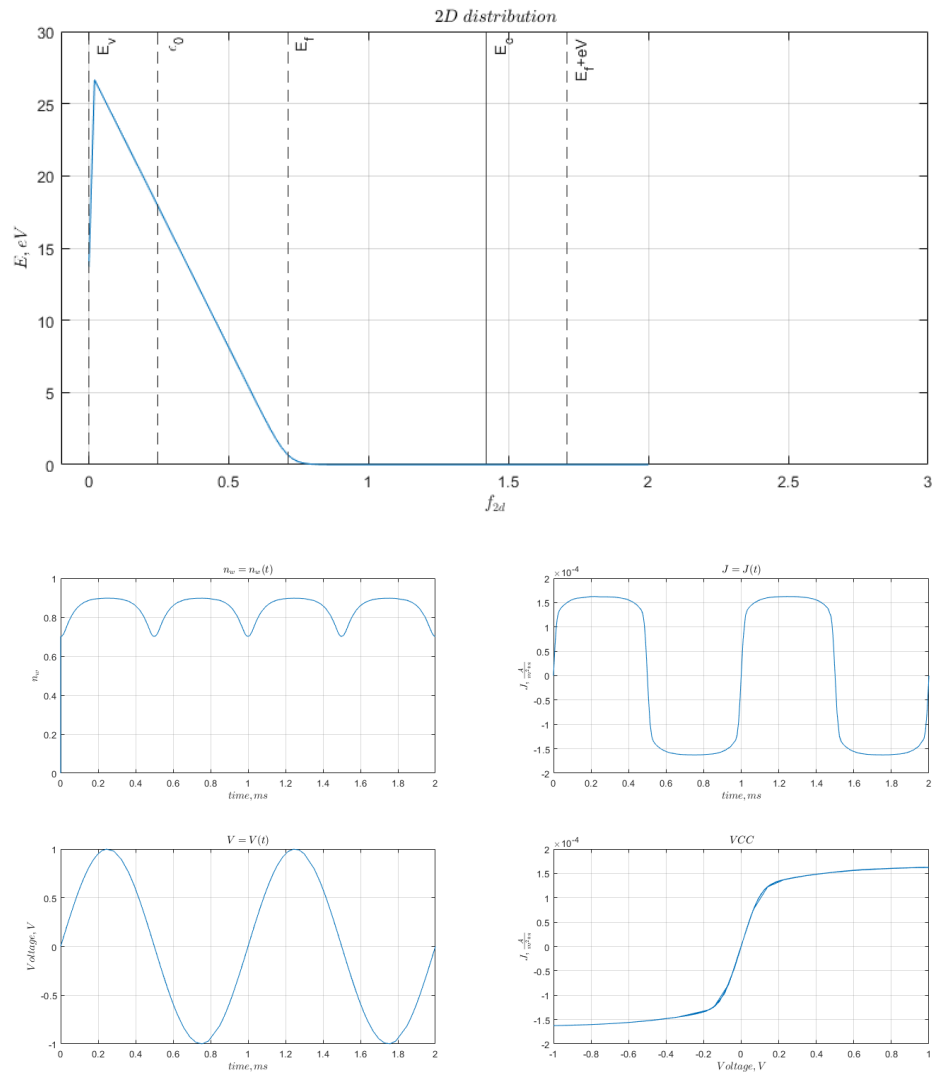 2D distribution
E_v
ϵ_0
E_f
E_c
E_f+eV
30
25
20
15
10
5
0
E, eV
0 0.5 1 1.5 2 2.5 3
f_{2d}
n_w = n_w(t)
1
0.8
0.6
0.4
0.2
0
n_w
0 0.2 0.4 0.6 0.8 1 1.2 1.4 1.6 1.8 2
time, ms
J = J(t)
× 10^{-4}
2
1.5
1
0.5
0
-0.5
-1
-1.5
-2
J,
0 0.2 0.4 0.6 0.8 1 1.2 1.4 1.6 1.8 2
time, ms
V = V(t)
1
0.5
0
-0.5
-1
Voltage, V
0 0.2 0.4 0.6 0.8 1 1.2 1.4 1.6 1.8 2
time, ms
VCC
× 10^{-4}
2
1.5
1
0.5
0
-0.5
-1
-1.5
-2
J,
-1 -0.8 -0.6 -0.4 -0.2 0 0.2 0.4 0.6 0.8 1
Voltage, V